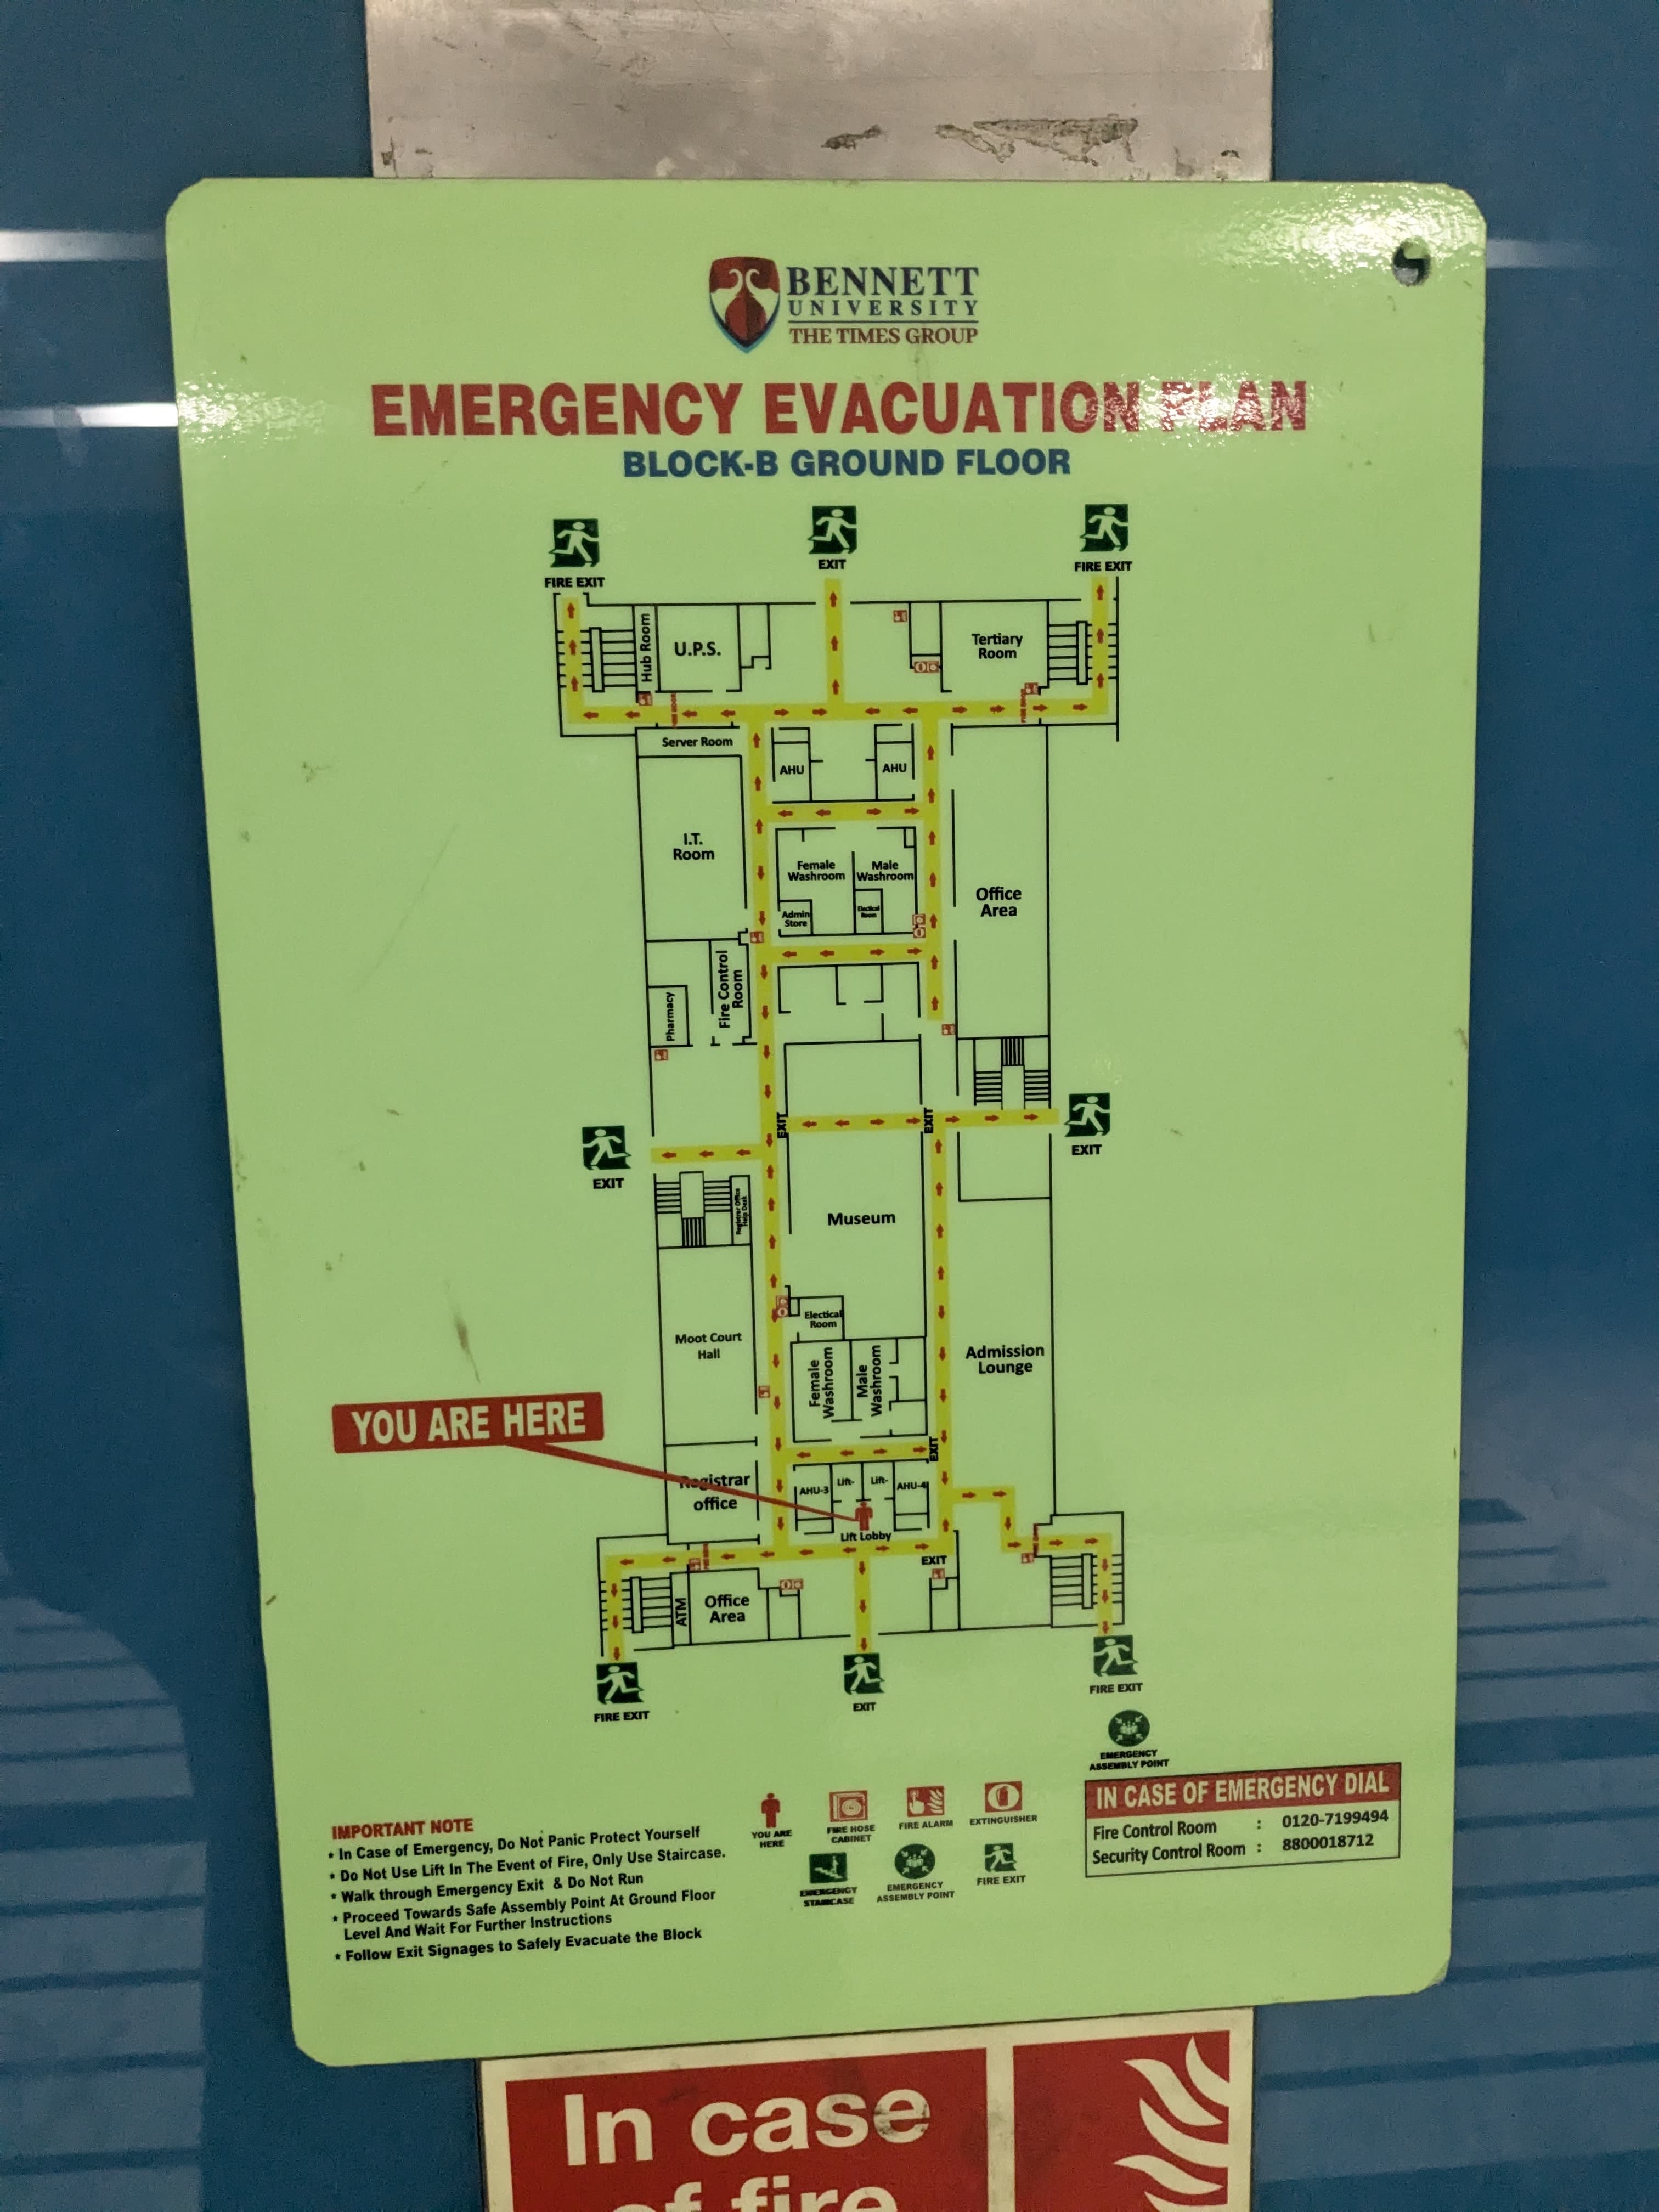 BENNETT
UNIVERSITY
THE TIMES GROUP
EMERGENCY EVACUATION PLAN
BLOCK-B GROUND FLOOR
FIRE EXIT
EXIT
FIRE EXIT
Hub Room
U.P.S.
Tertiary
Room
Server Room
AHU
AHU
I.T.
Room
Female
Washroom
Male
Washroom
Admin
Store
Electical
Room
Office
Area
Fire Control
Room
Pharmacy
EXIT
EXIT
EXIT
EXIT
Registrar Office
Help Desk
Museum
Moot Court
Hall
Electical
Room
Female
Washroom
Male
Washroom
Admission
Lounge
YOU ARE HERE
EXIT
Registrar
office
AHU-3
Lift-
Lift-
AHU-4
Lift Lobby
EXIT
ATM
Office
Area
FIRE EXIT
EXIT
FIRE EXIT
EMERGENCY
ASSEMBLY POINT
IMPORTANT NOTE
* In Case of Emergency, Do Not Panic Protect Yourself
* Do Not Use Lift In The Event of Fire, Only Use Staircase.
* Walk through Emergency Exit & Do Not Run
* Proceed Towards Safe Assembly Point At Ground Floor
Level And Wait For Further Instructions
* Follow Exit Signages to Safely Evacuate the Block
YOU ARE
HERE
FIRE HOSE
CABINET
FIRE ALARM
EXTINGUISHER
EMERGENCY
STAIRCASE
EMERGENCY
ASSEMBLY POINT
FIRE EXIT
IN CASE OF EMERGENCY DIAL
Fire Control Room : 0120-7199494
Security Control Room : 8800018712
In case
of fire